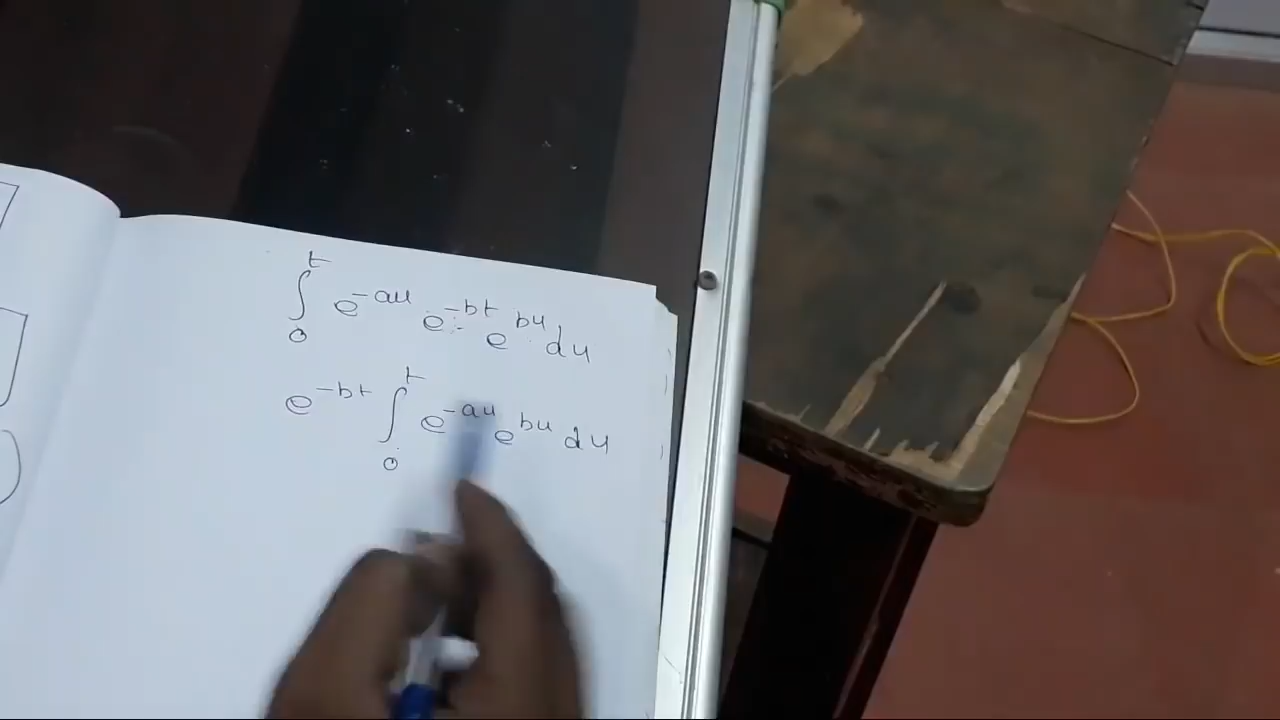 ∫₀ᵗ e^{-au} e^{-bt} e^{bu} du
e^{-bt} ∫₀ᵗ e^{-au} e^{bu} du